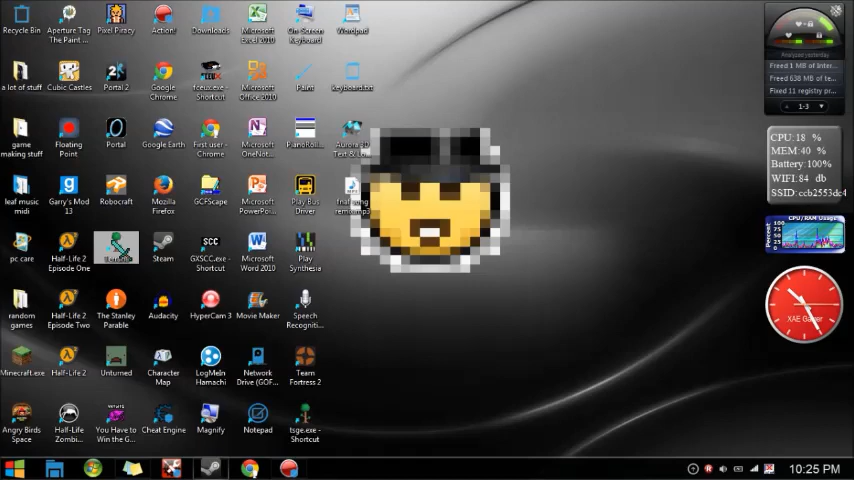 Recycle Bin
Aperture Tag
The Paint ...
Pixel Piracy
Action!
Downloads
Microsoft
Excel 2010
On-Screen
Keyboard
Wordpad
a lot of stuff
Cubic Castles
Portal 2
Google
Chrome
fceux.exe -
Shortcut
Microsoft
Office 2010
Paint
keyboard.txt
game
making stuff
Floating
Point
Portal
Google Earth
First user -
Chrome
Microsoft
OneNot...
PianoRoll...
Aurora 3D
Text & Lo...
leaf music
midi
Garry's Mod
13
Robocraft
Mozilla
Firefox
GCFScape
Microsoft
PowerPo...
Play Bus
Driver
fnaf song
remo.mp3
pc care
Half-Life 2
Episode One
Steam
SCC
GXSCC.exe -
Shortcut
Microsoft
Word 2010
Play
Synthesia
random
games
Half-Life 2
Episode Two
The Stanley
Parable
Audacity
HyperCam 3
Movie Maker
Speech
Recogniti...
Minecraft.exe
Half-Life 2
Unturned
Character
Map
LogMeIn
Hamachi
Network
Drive (GOF...
Team
Fortress 2
Angry Birds
Space
Half-Life
Zombi...
You Have to
Win the G...
Cheat Engine
Magnify
Notepad
tsge.exe -
Shortcut
Analyzed yesterday
Freed 1 MB of Inter...
Freed 638 MB of te...
Fixed 11 registry pr...
1-3
CPU: 18 %
MEM: 40 %
Battery: 100%
WIFI: 84 db
SSID: ccb2553dc4
CPU/RAM Usage
Percent
100
75
50
25
0
XAE Gamer
10:25 PM